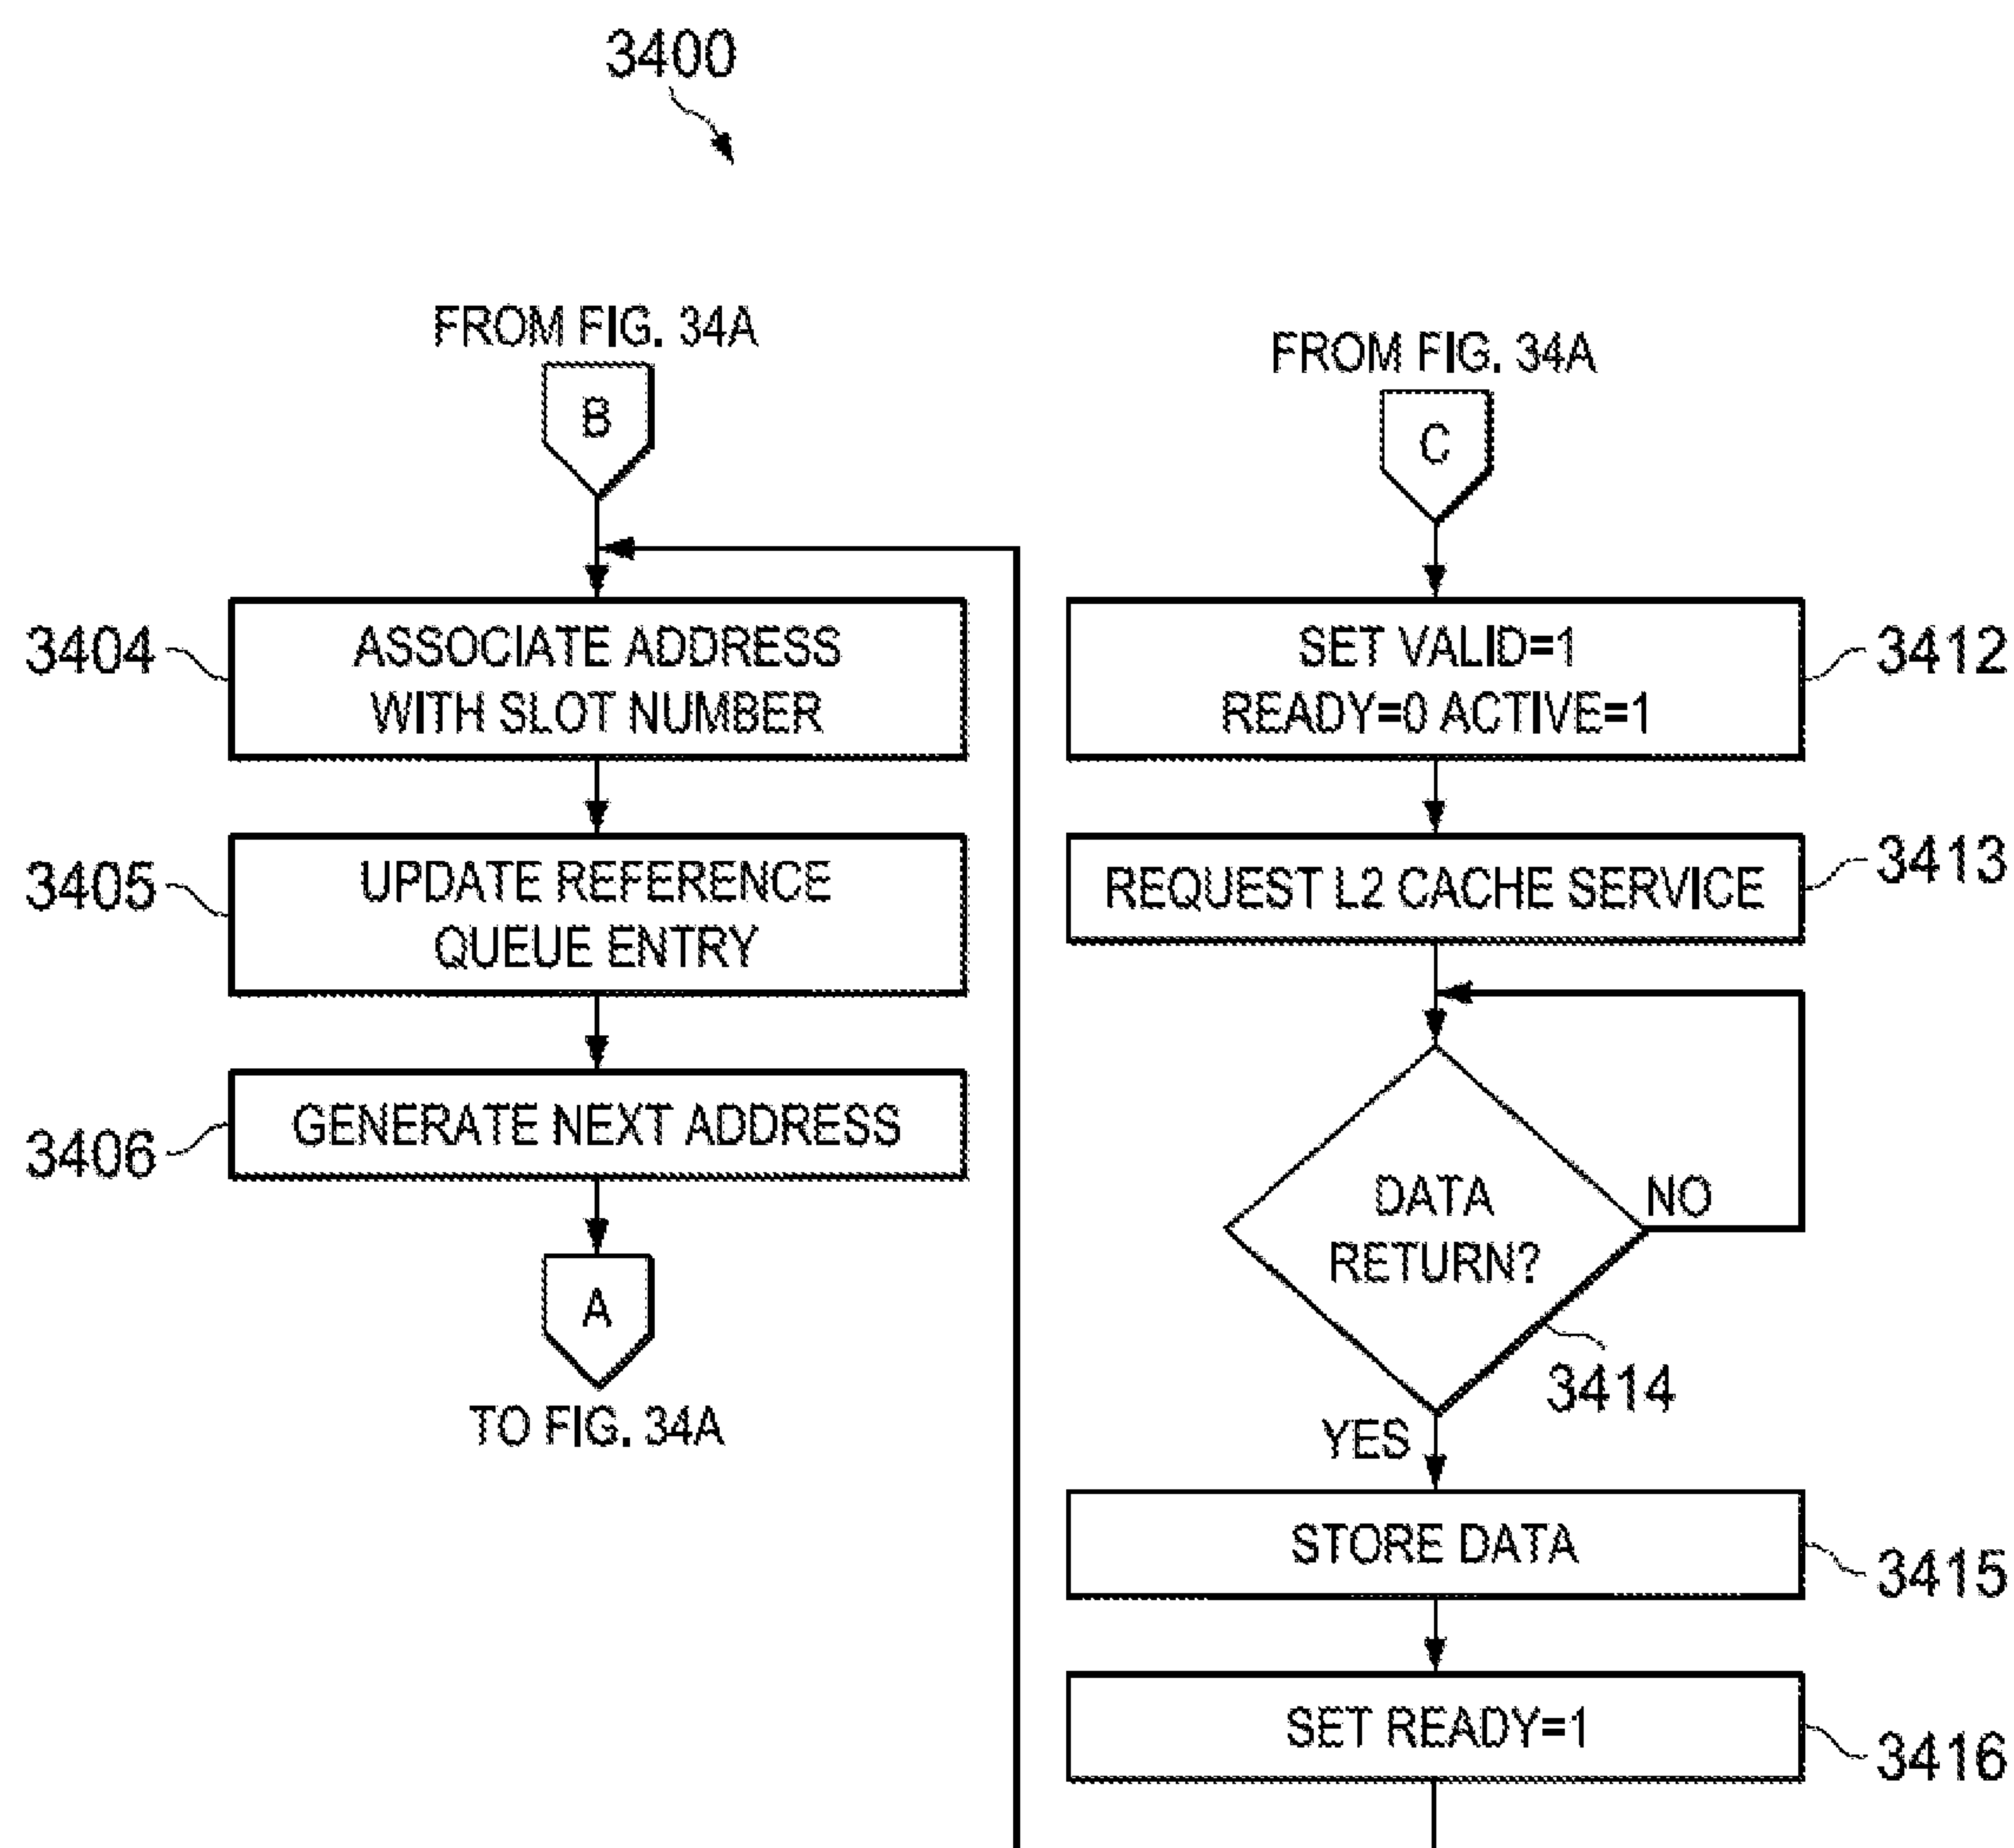 3400
FROM FIG. 34A
B
3404
ASSOCIATE ADDRESS
WITH SLOT NUMBER
3405
UPDATE REFERENCE
QUEUE ENTRY
3406
GENERATE NEXT ADDRESS
A
TO FIG. 34A
FROM FIG. 34A
C
SET VALID=1
READY=0 ACTIVE=1
3412
REQUEST L2 CACHE SERVICE
3413
DATA
RETURN?
NO
3414
YES
STORE DATA
3415
SET READY=1
3416